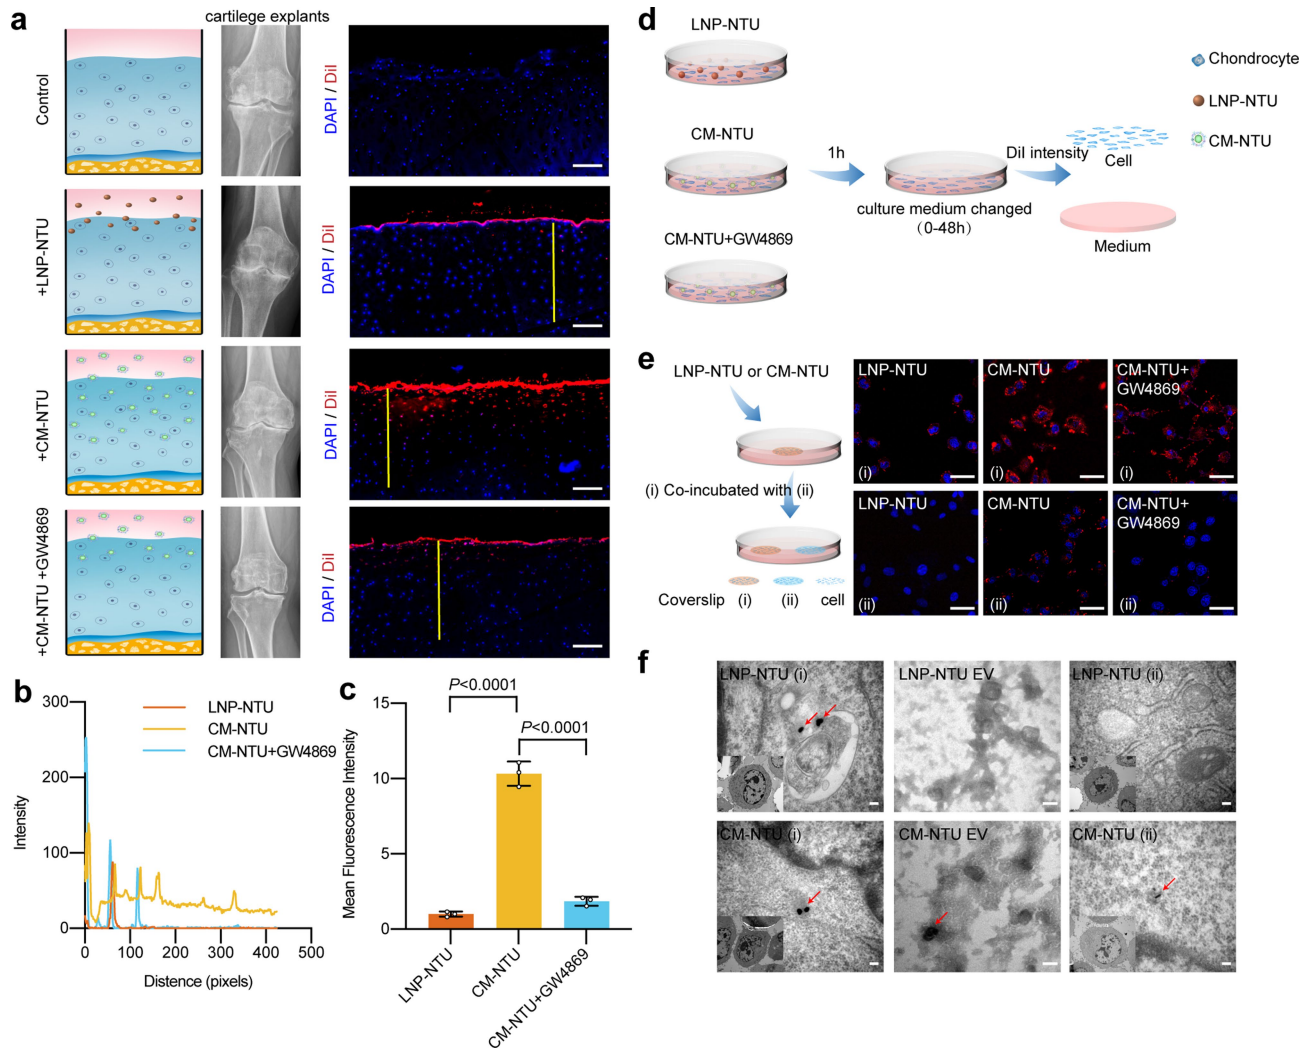 a
cartilege explants
Control
DAPI / DiI
+LNP-NTU
DAPI / DiI
+CM-NTU
DAPI / DiI
+CM-NTU +GW4869
DAPI / DiI
b
300
200
100
0
Intensity
0
100
200
300
400
500
Distence (pixels)
LNP-NTU
CM-NTU
CM-NTU+GW4869
c
P<0.0001
P<0.0001
15
10
5
0
Mean Fluorescence Intensity
LNP-NTU
CM-NTU
CM-NTU+GW4869
d
LNP-NTU
CM-NTU
CM-NTU+GW4869
1h
culture medium changed
(0-48h)
DiI intensity
Cell
Medium
Chondrocyte
LNP-NTU
CM-NTU
e
LNP-NTU or CM-NTU
(i) Co-incubated with (ii)
Coverslip (i) (ii) cell
LNP-NTU
(i)
CM-NTU
(i)
CM-NTU+
GW4869
(i)
LNP-NTU
(ii)
CM-NTU
(ii)
CM-NTU+
GW4869
(ii)
f
LNP-NTU (i)
LNP-NTU EV
LNP-NTU (ii)
CM-NTU (i)
CM-NTU EV
CM-NTU (ii)